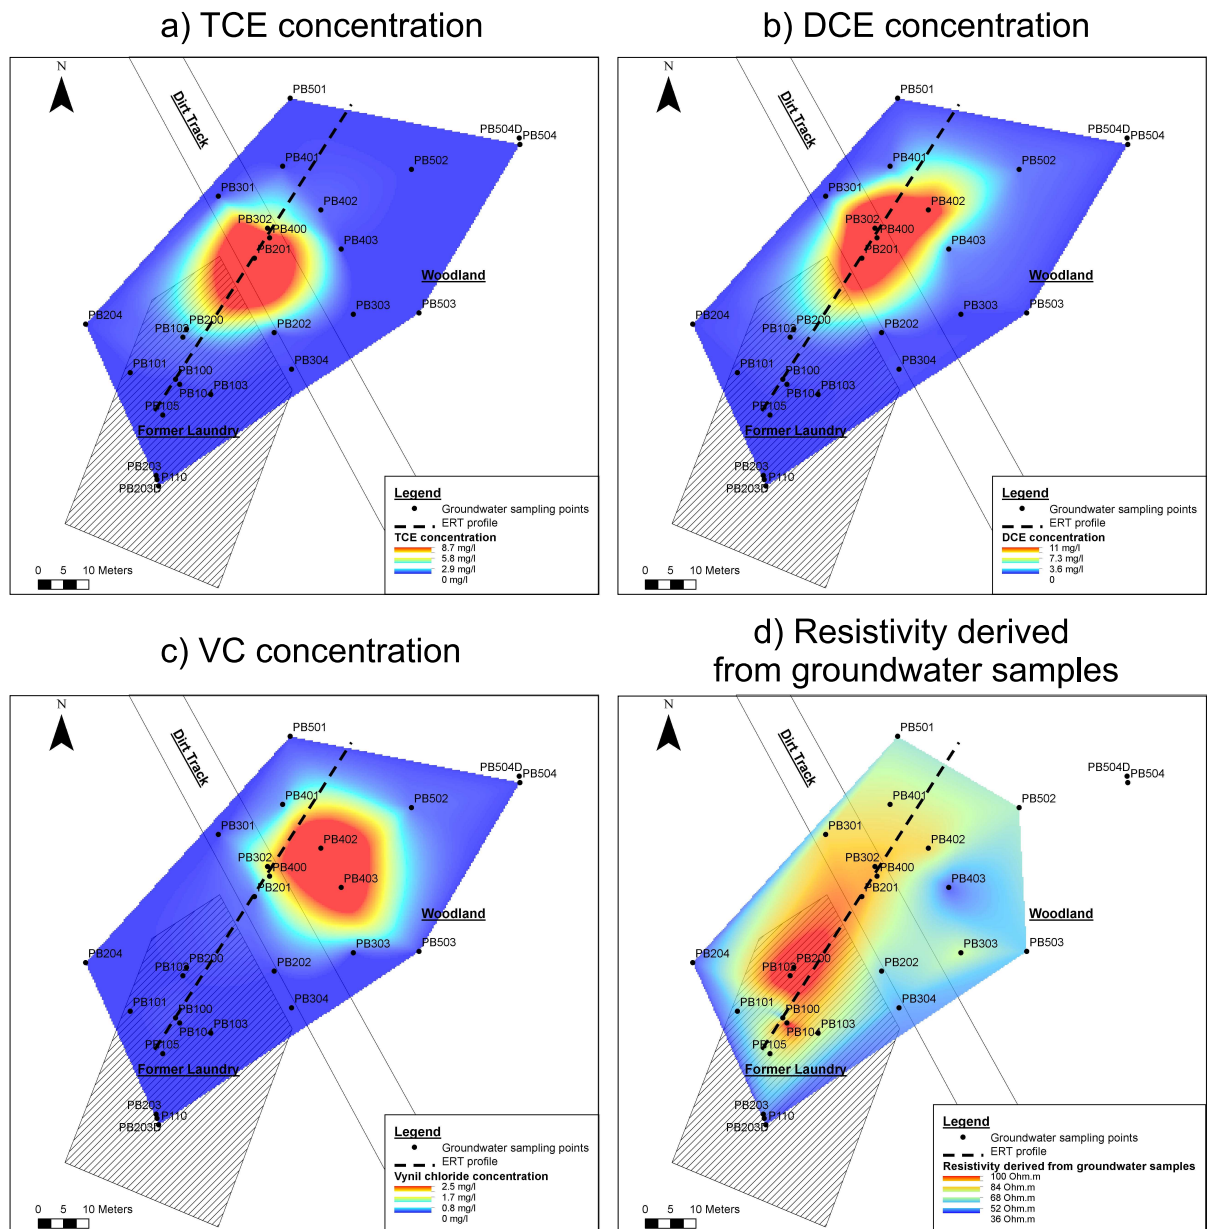 a) TCE concentration
N
Dirt Track
PB501
PB504D
PB504
PB401
PB502
PB301
PB402
PB302
PB400
PB201
PB403
Woodland
PB204
PB200
PB102
PB202
PB303
PB503
PB101
PB100
PB304
PB104
PB103
PB105
Former Laundry
PB203
P110
PB203D
0 5 10 Meters
Legend
Groundwater sampling points
ERT profile
TCE concentration
8.7 mg/l
5.8 mg/l
2.9 mg/l
0 mg/l
b) DCE concentration
N
Dirt Track
PB501
PB504D
PB504
PB401
PB502
PB301
PB402
PB302
PB400
PB201
PB403
Woodland
PB204
PB200
PB102
PB202
PB303
PB503
PB101
PB100
PB304
PB104
PB103
PB105
Former Laundry
PB203
P110
PB203D
0 5 10 Meters
Legend
Groundwater sampling points
ERT profile
DCE concentration
11 mg/l
7.3 mg/l
3.6 mg/l
0
c) VC concentration
N
Dirt Track
PB501
PB504D
PB504
PB401
PB502
PB301
PB402
PB302
PB400
PB201
PB403
Woodland
PB204
PB200
PB102
PB202
PB303
PB503
PB101
PB100
PB304
PB104
PB103
PB105
Former Laundry
PB203
P110
PB203D
0 5 10 Meters
Legend
Groundwater sampling points
ERT profile
Vynil chloride concentration
2.5 mg/l
1.7 mg/l
0.8 mg/l
0 mg/l
d) Resistivity derived
from groundwater samples
N
Dirt Track
PB501
PB504D
PB504
PB401
PB502
PB301
PB402
PB302
PB400
PB201
PB403
Woodland
PB204
PB200
PB102
PB202
PB303
PB503
PB101
PB100
PB304
PB104
PB103
PB105
Former Laundry
PB203
P110
PB203D
0 5 10 Meters
Legend
Groundwater sampling points
ERT profile
Resistivity derived from groundwater samples
100 Ohm.m
84 Ohm.m
68 Ohm.m
52 Ohm.m
36 Ohm.m